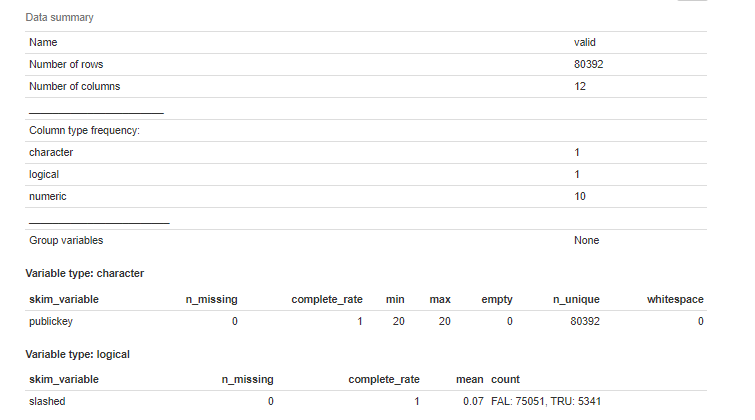 Data summary
Name valid
Number of rows 80392
Number of columns 12
_______________________
Column type frequency:
character 1
logical 1
numeric 10
________________________
Group variables None
Variable type: character
skim_variable n_missing complete_rate min max empty n_unique whitespace
publickey 0 1 20 20 0 80392 0
Variable type: logical
skim_variable n_missing complete_rate mean count
slashed 0 1 0.07 FAL: 75051, TRU: 5341